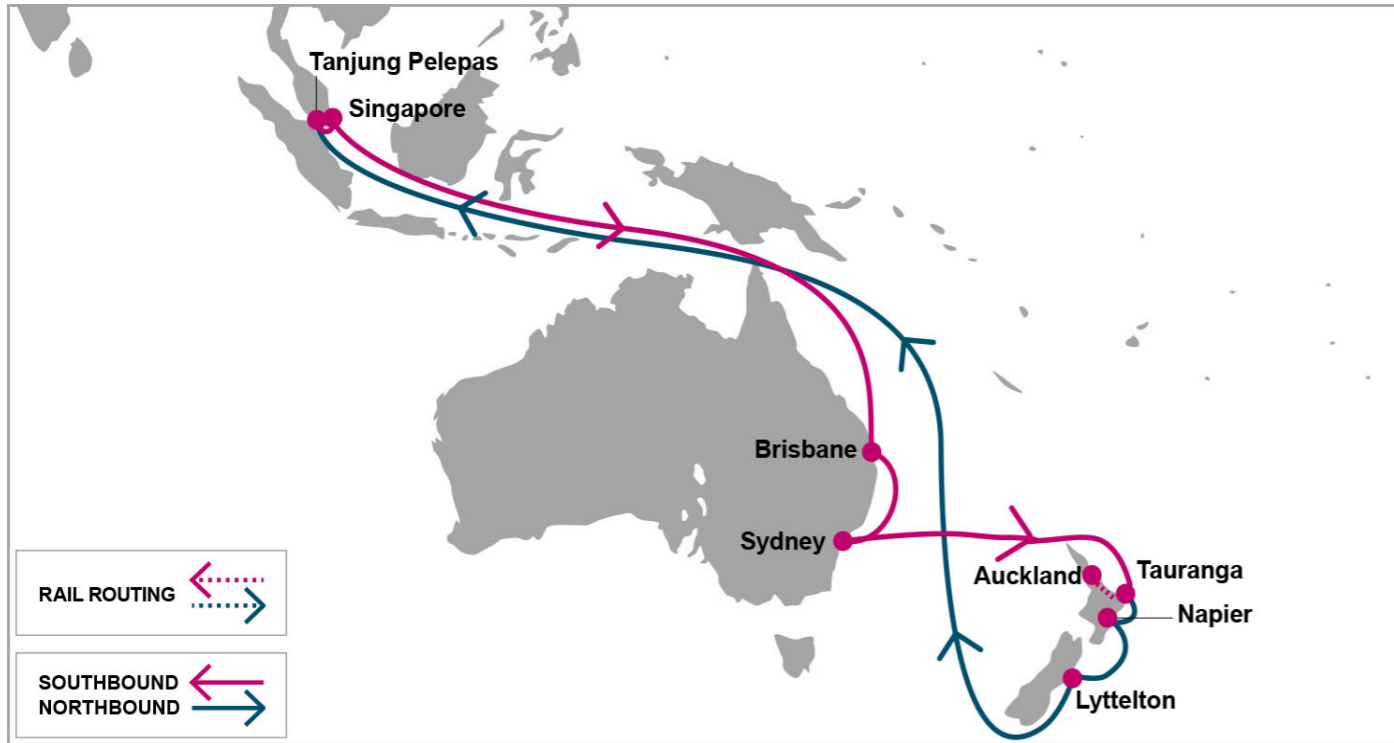 Tanjung Pelepas
Singapore
Brisbane
Sydney
Auckland
Tauranga
Napier
Lyttelton
RAIL ROUTING
SOUTHBOUND
NORTHBOUND